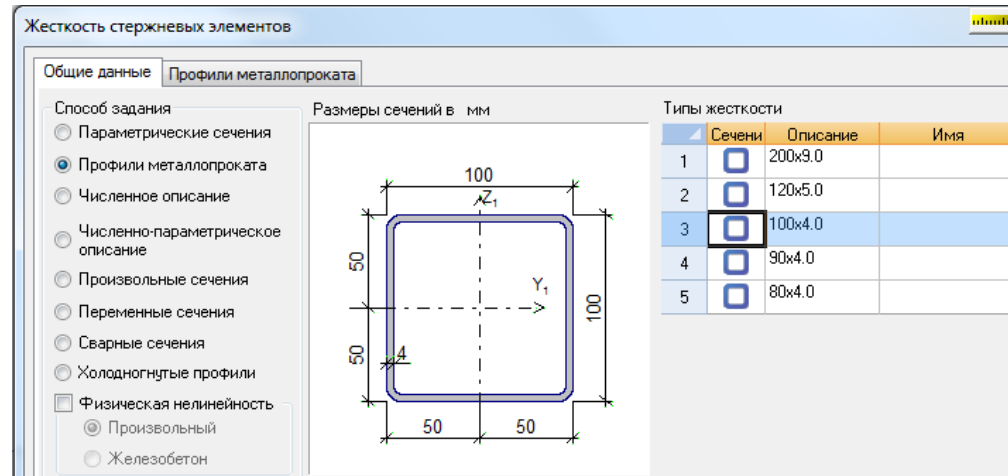 Жесткость стержневых элементов
Общие данные
Профили металлопроката
Способ задания
Параметрические сечения
Профили металлопроката
Численное описание
Численно-параметрическое
описание
Произвольные сечения
Переменные сечения
Сварные сечения
Холодногнутые профили
Физическая нелинейность
Произвольный
Железобетон
Размеры сечений в мм
100
Z1
50
Y1
100
50
4
50 50
Типы жесткости
Сечени Описание Имя
1 200x9.0
2 120x5.0
3 100x4.0
4 90x4.0
5 80x4.0